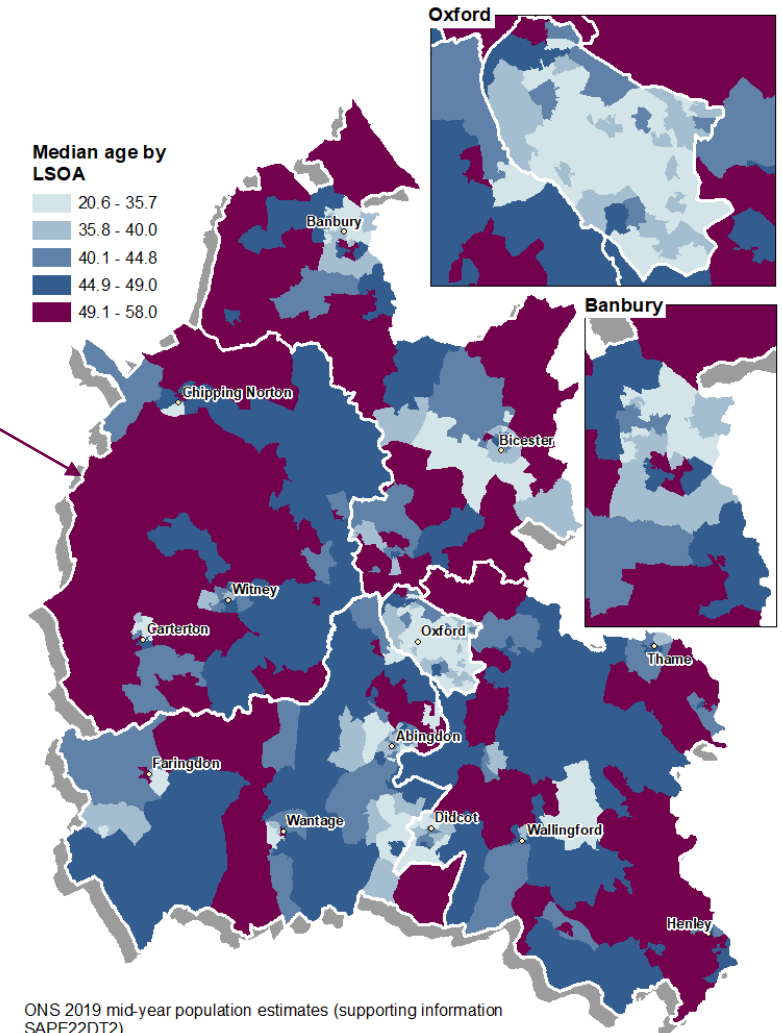 Oxford
Median age by
LSOA
20.6 - 35.7
35.8 - 40.0
40.1 - 44.8
44.9 - 49.0
49.1 - 58.0
Banbury
Banbury
Chipping Norton
Bicester
Witney
Carterton
Oxford
Thame
Abingdon
Faringdon
Wantage
Didcot
Wallingford
Henley
ONS 2019 mid-year population estimates (supporting information
SAPE22DT2)